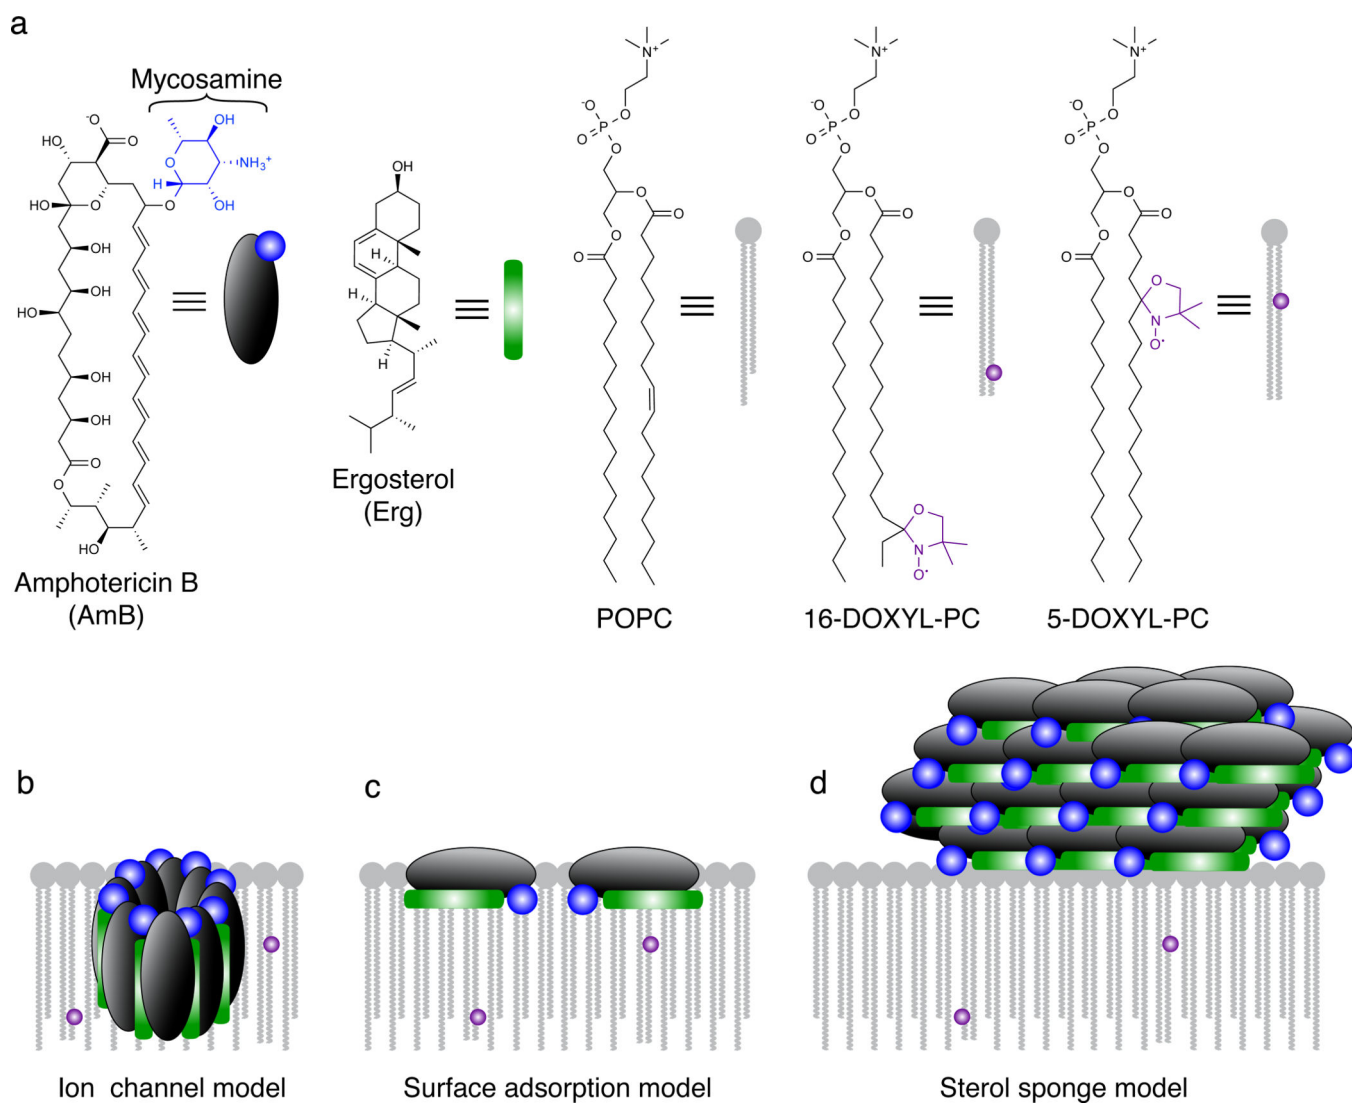 a
Mycosamine
Amphotericin B
(AmB)
Ergosterol
(Erg)
POPC
16-DOXYL-PC
5-DOXYL-PC
⁻O
O
HO
OH
O
NH₃⁺
H
O
O
HO
OH
OH
OH
HO
OH
OH
O
O
HO
OH
H
H
H
N⁺
⁻O
O
P
O
O
O
O
O
O
N⁺
⁻O
O
P
O
O
O
O
O
O
O
N
O•
N⁺
⁻O
O
P
O
O
O
O
O
O
O
N
O•
b
c
d
Ion channel model
Surface adsorption model
Sterol sponge model